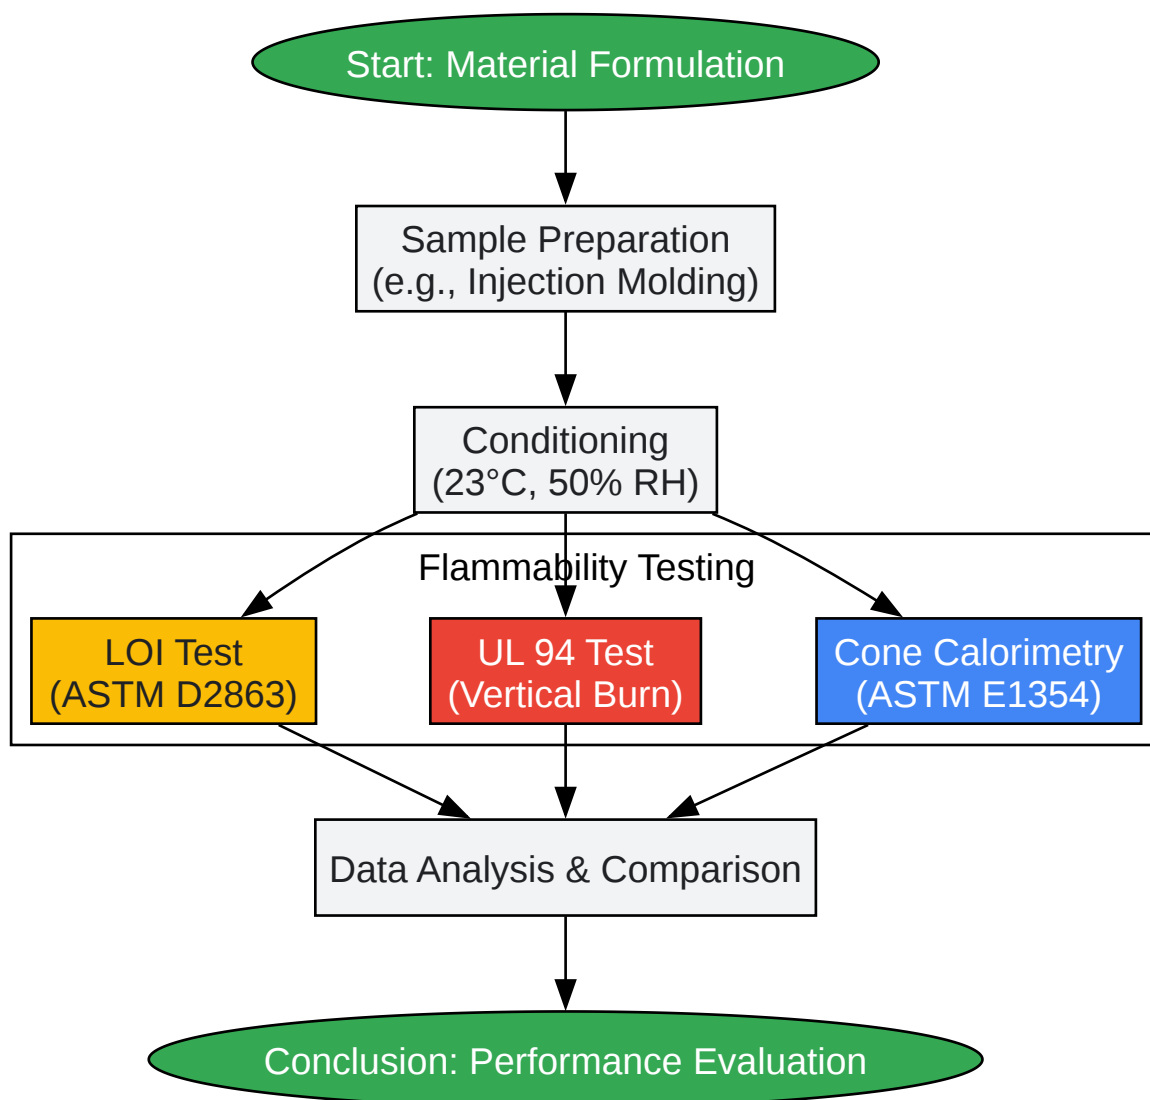 Start: Material Formulation
Sample Preparation
(e.g., Injection Molding)
Conditioning
(23°C, 50% RH)
Flammability Testing
LOI Test
(ASTM D2863)
UL 94 Test
(Vertical Burn)
Cone Calorimetry
(ASTM E1354)
Data Analysis & Comparison
Conclusion: Performance Evaluation